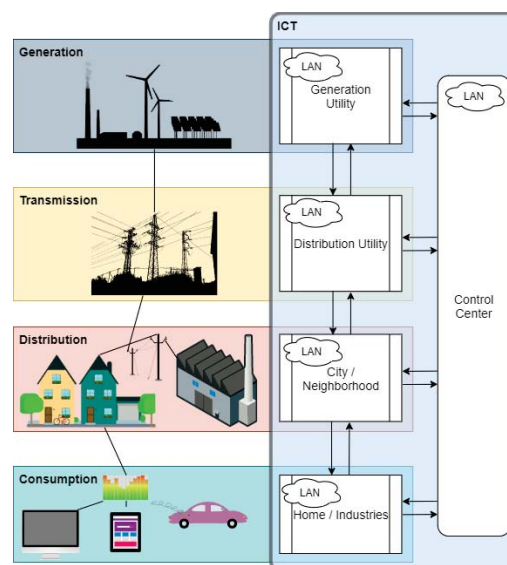 ICT
Generation
LAN
Generation
Utility
LAN
Transmission
LAN
Distribution Utility
Control
Center
Distribution
LAN
City /
Neighborhood
Consumption
LAN
Home / Industries